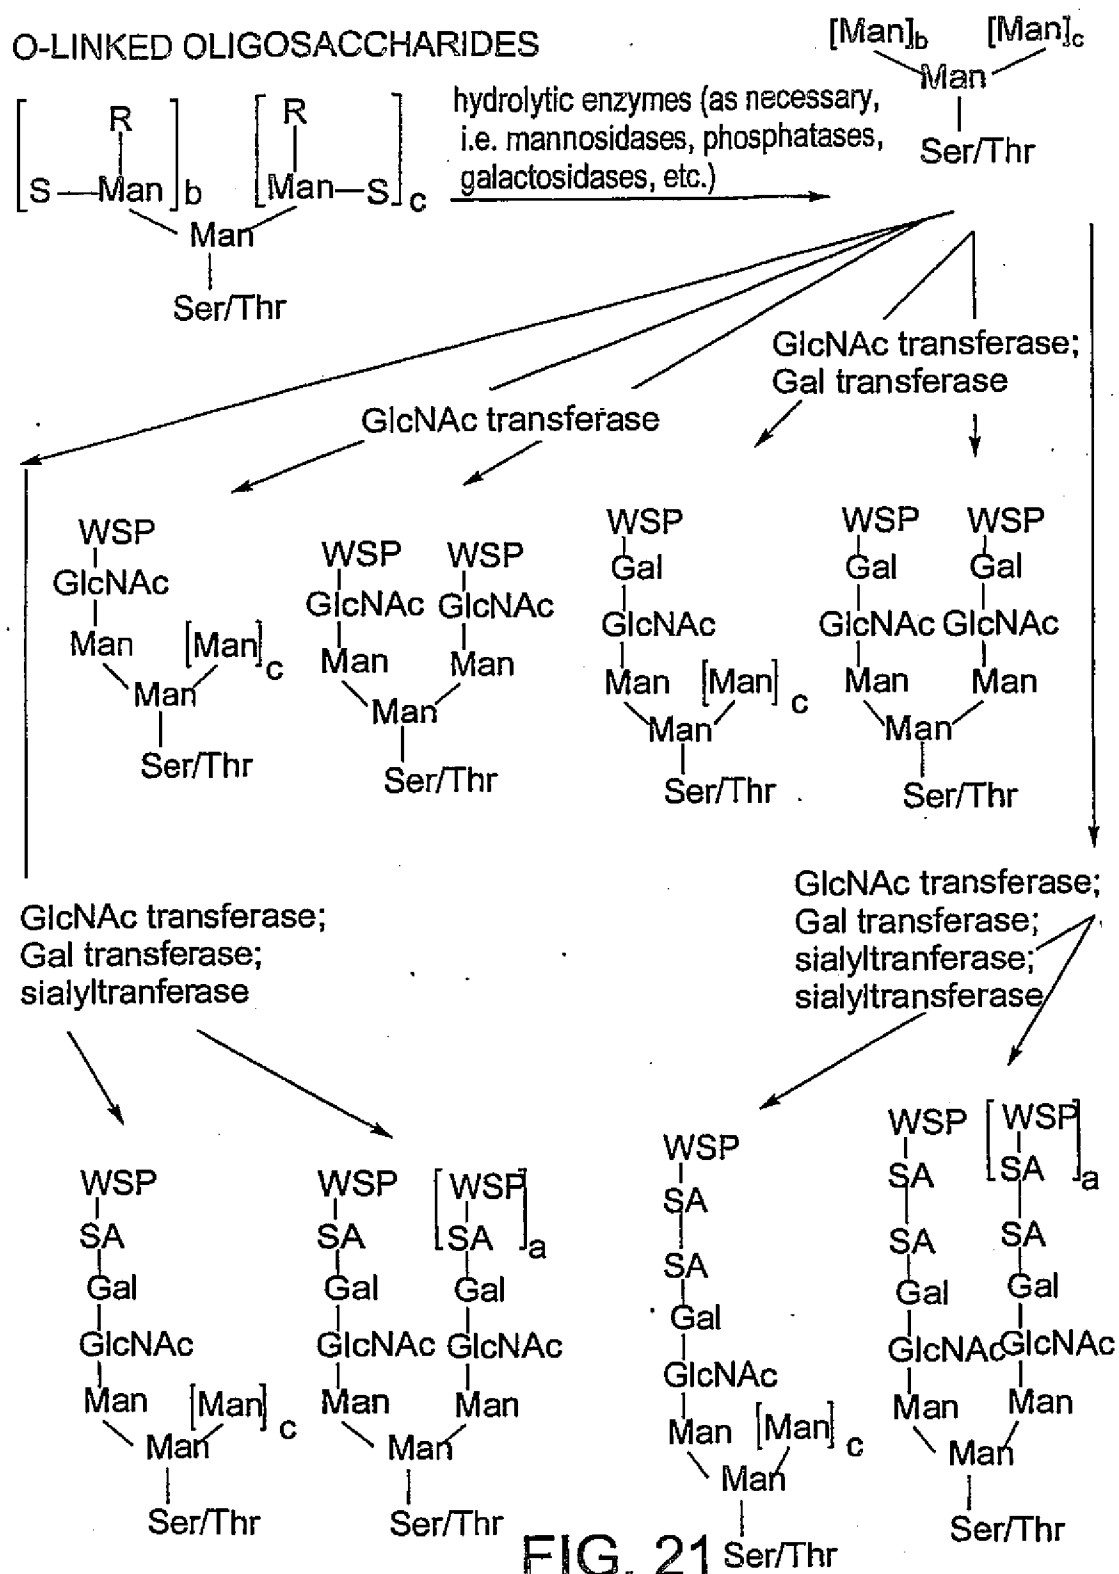 O-LINKED OLIGOSACCHARIDES
[Man]b [Man]c
Man
Ser/Thr
[ R ]b [ R ]c
S—Man Man—S
Man
Ser/Thr
hydrolytic enzymes (as necessary,
i.e. mannosidases, phosphatases,
galactosidases, etc.)
GlcNAc transferase;
Gal transferase
GlcNAc transferase
WSP
GlcNAc
Man [Man]c
Man
Ser/Thr
WSP WSP
GlcNAc GlcNAc
Man Man
Man
Ser/Thr
WSP
Gal
GlcNAc
Man [Man]c
Man
Ser/Thr
WSP WSP
Gal Gal
GlcNAc GlcNAc
Man Man
Man
Ser/Thr
GlcNAc transferase;
Gal transferase;
sialyltranferase
GlcNAc transferase;
Gal transferase;
sialyltranferase;
sialyltransferase
WSP
SA
Gal
GlcNAc
Man [Man]c
Man
Ser/Thr
WSP [WSP
SA SA]a
Gal Gal
GlcNAc GlcNAc
Man Man
Man
Ser/Thr
WSP
SA
SA
Gal
GlcNAc
Man [Man]c
Man
Ser/Thr
WSP [WSP
SA SA]a
SA SA
Gal Gal
GlcNAc GlcNAc
Man Man
Man
Ser/Thr
FIG. 21